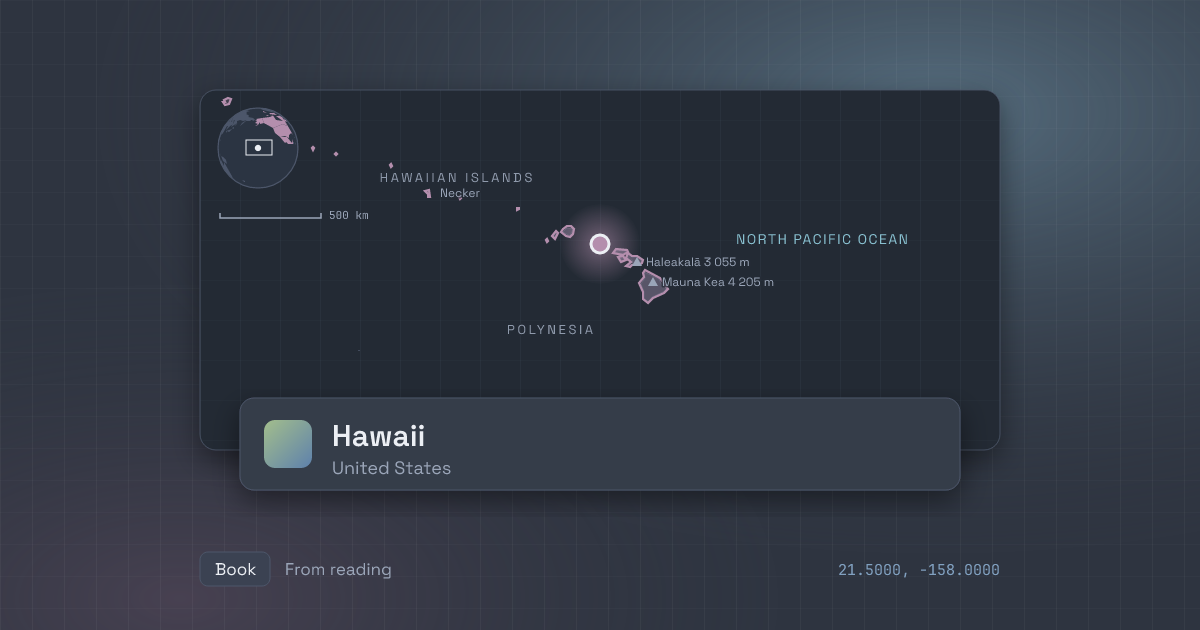 HAWAIIAN ISLANDS
Necker
500 km
NORTH PACIFIC OCEAN
Haleakalā 3 055 m
Mauna Kea 4 205 m
POLYNESIA
Hawaii
United States
Book
From reading
21.5000, -158.0000